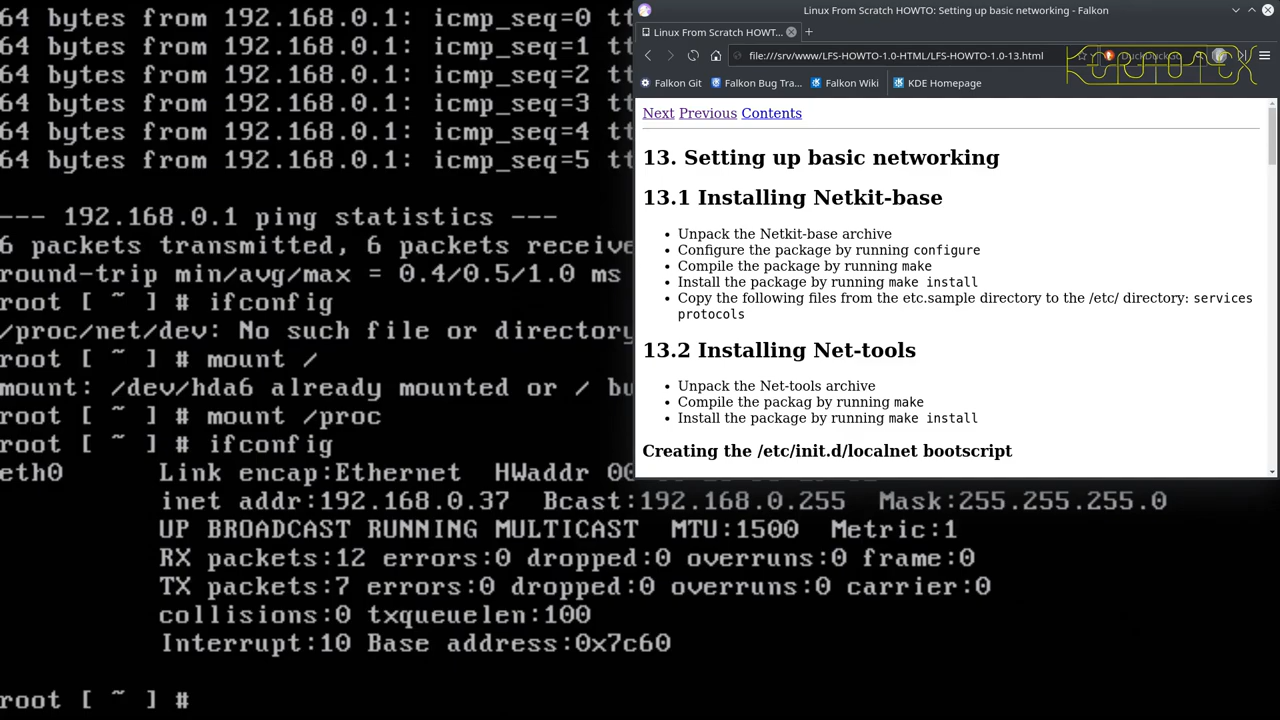 64 bytes from 192.168.0.1: icmp_seq=0 tt
64 bytes from 192.168.0.1: icmp_seq=1 tt
64 bytes from 192.168.0.1: icmp_seq=2 tt
64 bytes from 192.168.0.1: icmp_seq=3 tt
64 bytes from 192.168.0.1: icmp_seq=4 tt
64 bytes from 192.168.0.1: icmp_seq=5 tt
--- 192.168.0.1 ping statistics ---
6 packets transmitted, 6 packets receive
round-trip min/avg/max = 0.4/0.5/1.0 ms
root [ ~ ] # ifconfig
/proc/net/dev: No such file or directory
root [ ~ ] # mount /
mount: /dev/hda6 already mounted or / bu
root [ ~ ] # mount /proc
root [ ~ ] # ifconfig
eth0 Link encap:Ethernet HWaddr
inet addr:192.168.0.37 Bcast:192.168.0.255 Mask:255.255.255.0
UP BROADCAST RUNNING MULTICAST MTU:1500 Metric:1
RX packets:12 errors:0 dropped:0 overruns:0 frame:0
TX packets:7 errors:0 dropped:0 overruns:0 carrier:0
collisions:0 txqueuelen:100
Interrupt:10 Base address:0x7c60
root [ ~ ] #
Linux From Scratch HOWTO: Setting up basic networking - Falkon
Linux From Scratch HOWT...
file:///srv/www/LFS-HOWTO-1.0-HTML/LFS-HOWTO-1.0-13.html
Falkon Git Falkon Bug Tra... Falkon Wiki KDE Homepage
Next Previous Contents
13. Setting up basic networking
13.1 Installing Netkit-base
• Unpack the Netkit-base archive
• Configure the package by running configure
• Compile the package by running make
• Install the package by running make install
• Copy the following files from the etc.sample directory to the /etc/ directory: services
protocols
13.2 Installing Net-tools
• Unpack the Net-tools archive
• Compile the packag by running make
• Install the package by running make install
Creating the /etc/init.d/localnet bootscript